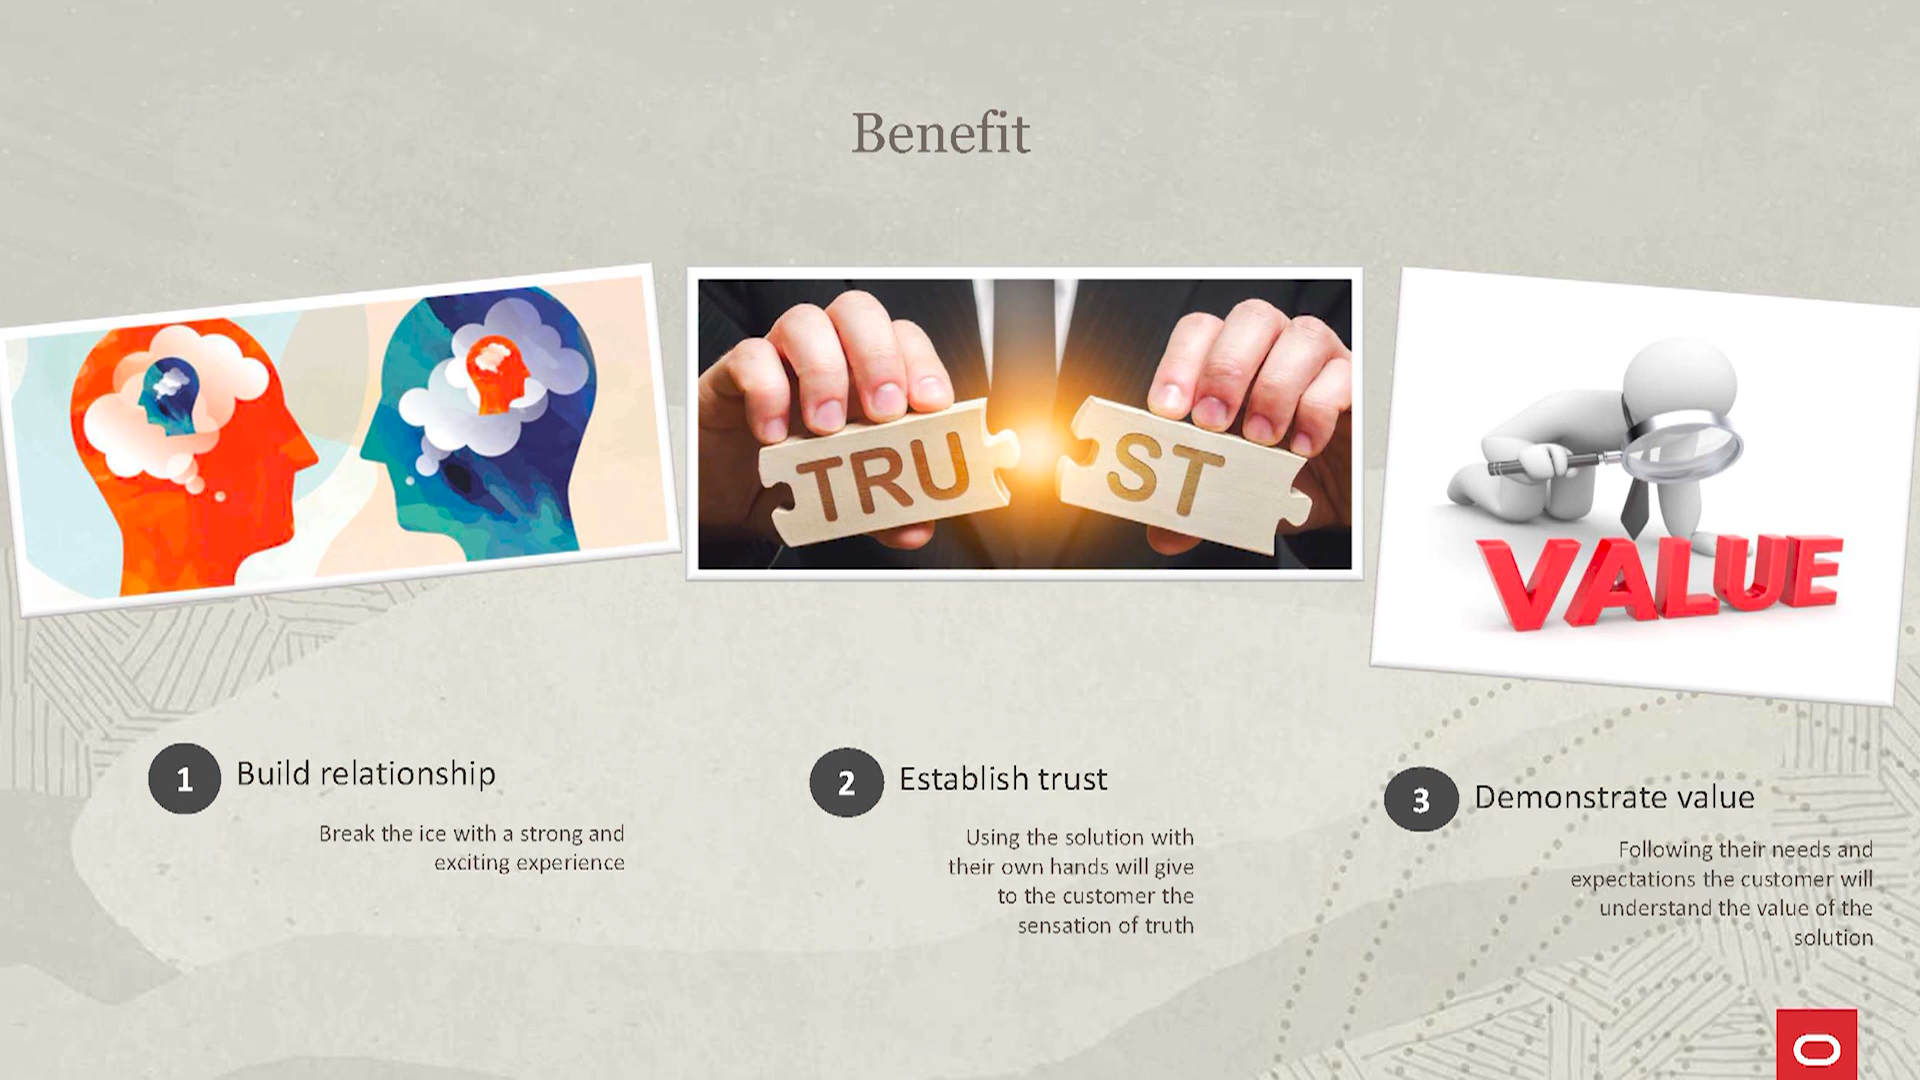 Benefit
TRUST
VALUE
1
Build relationship
Break the ice with a strong and
exciting experience
2
Establish trust
Using the solution with
their own hands will give
to the customer the
sensation of truth
3
Demonstrate value
Following their needs and
expectations the customer will
understand the value of the
solution